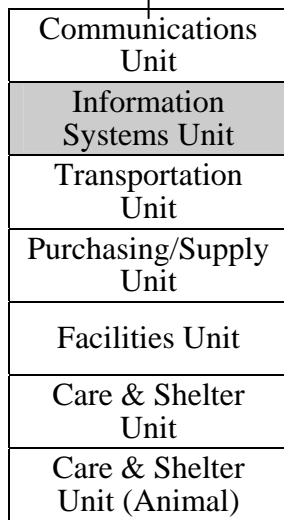 Communications
Unit
Information
Systems Unit
Transportation
Unit
Purchasing/Supply
Unit
Facilities Unit
Care & Shelter
Unit
Care & Shelter
Unit (Animal)